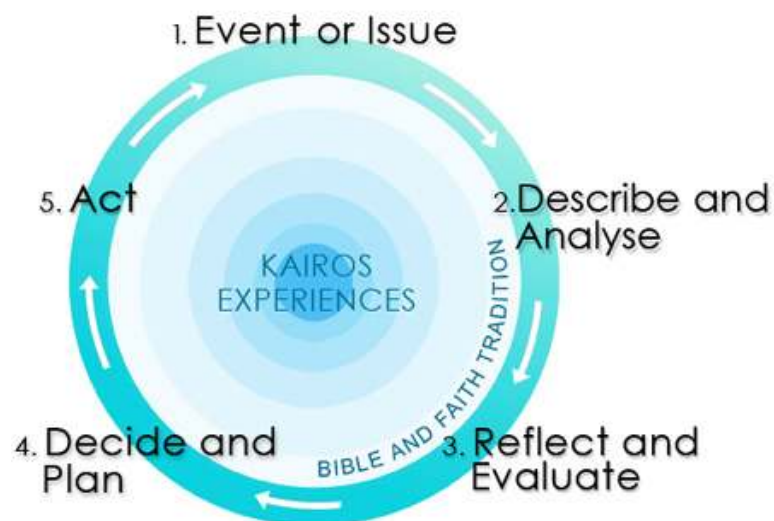 1. Event or Issue
2. Describe and
Analyse
3. Reflect and
Evaluate
4. Decide and
Plan
5. Act
KAIROS
EXPERIENCES
BIBLE AND FAITH TRADITION